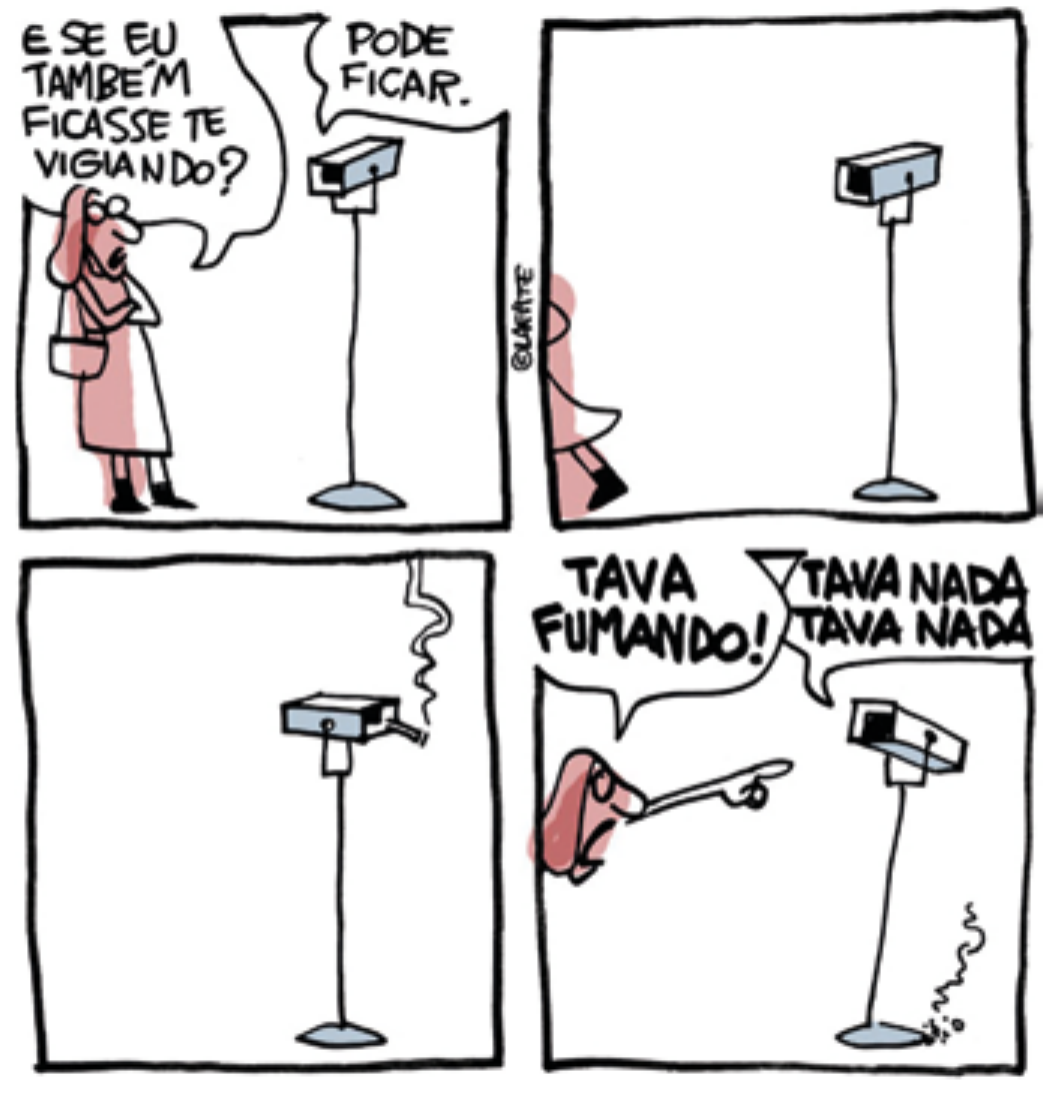 E SE EU
TAMBÉM
FICASSE TE
VIGIANDO?
PODE
FICAR.
@LAERTE
TAVA
FUMANDO!
TAVA NADA
TAVA NADA